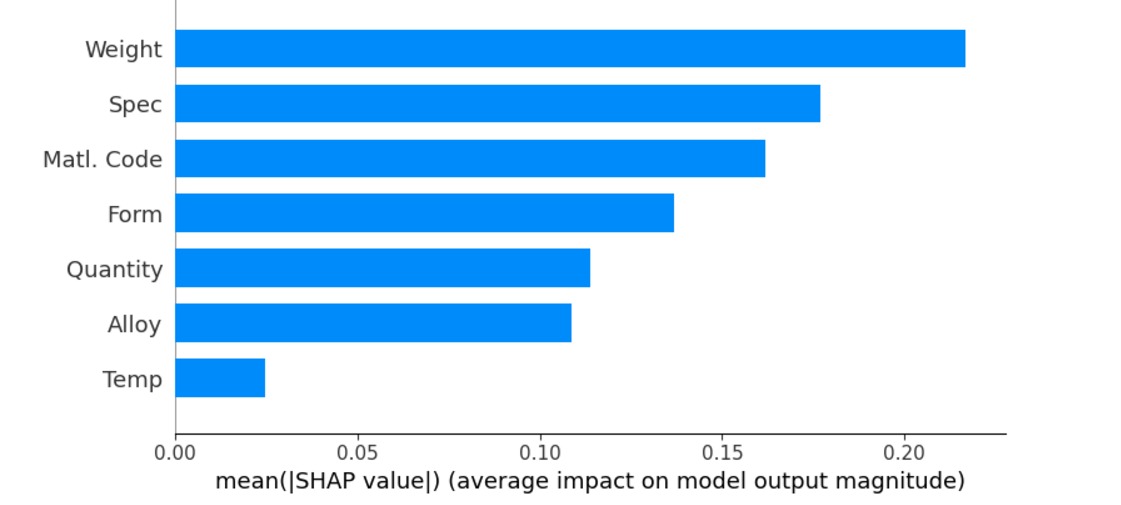 Weight
Spec
Matl. Code
Form
Quantity
Alloy
Temp
0.00 0.05 0.10 0.15 0.20
mean(|SHAP value|) (average impact on model output magnitude)